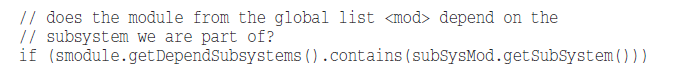 // does the module from the global list <mod> depend on the
// subsystem we are part of?
if (smodule.getDependSubsystems().contains(subSysMod.getSubSystem()))